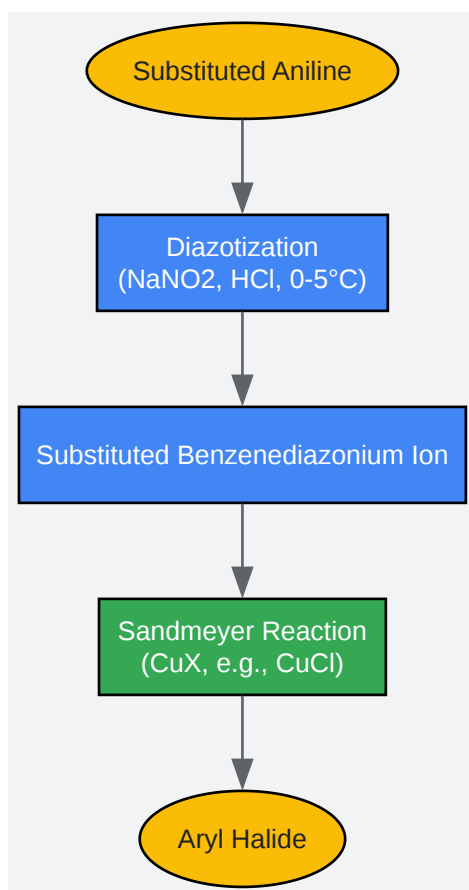 Substituted Aniline
Diazotization
(NaNO2, HCl, 0-5°C)
Substituted Benzenediazonium Ion
Sandmeyer Reaction
(CuX, e.g., CuCl)
Aryl Halide